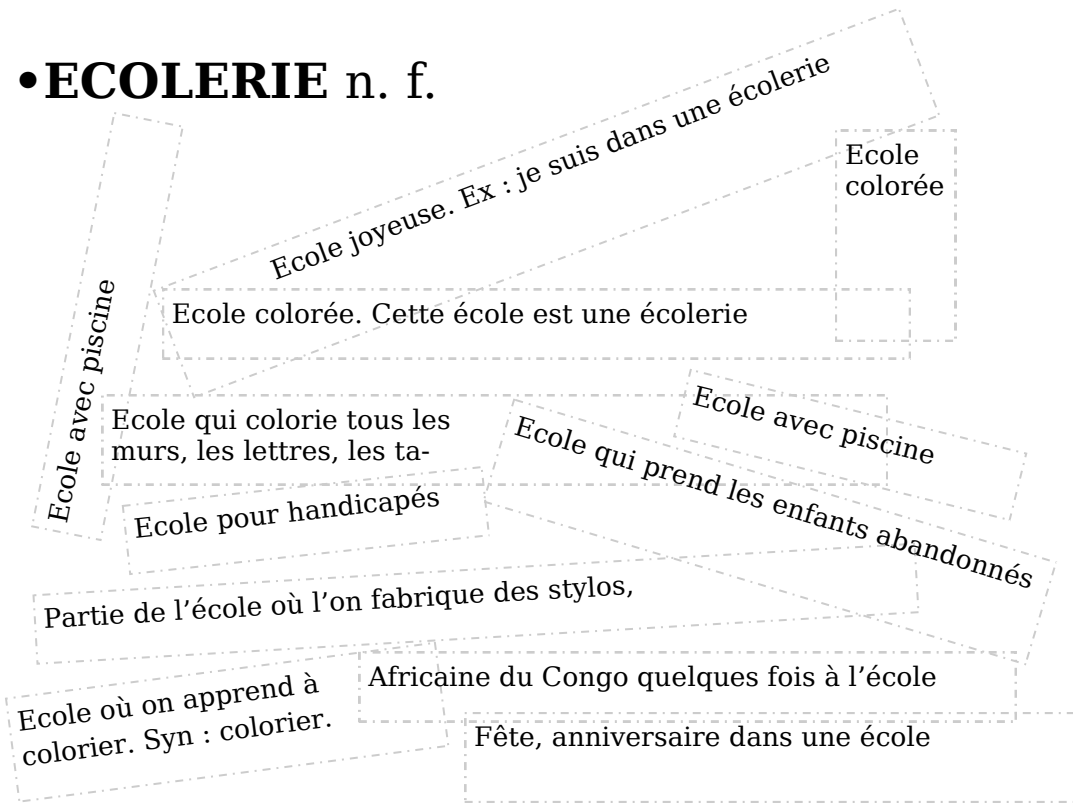 •ECOLERIE n. f.
Ecole joyeuse. Ex : je suis dans une écolerie
Ecole
colorée
Ecole avec piscine
Ecole colorée. Cette école est une écolerie
Ecole qui colorie tous les
murs, les lettres, les ta-
Ecole avec piscine
Ecole qui prend les enfants abandonnés
Ecole pour handicapés
Partie de l’école où l’on fabrique des stylos,
Ecole où on apprend à
colorier. Syn : colorier.
Africaine du Congo quelques fois à l’école
Fête, anniversaire dans une école